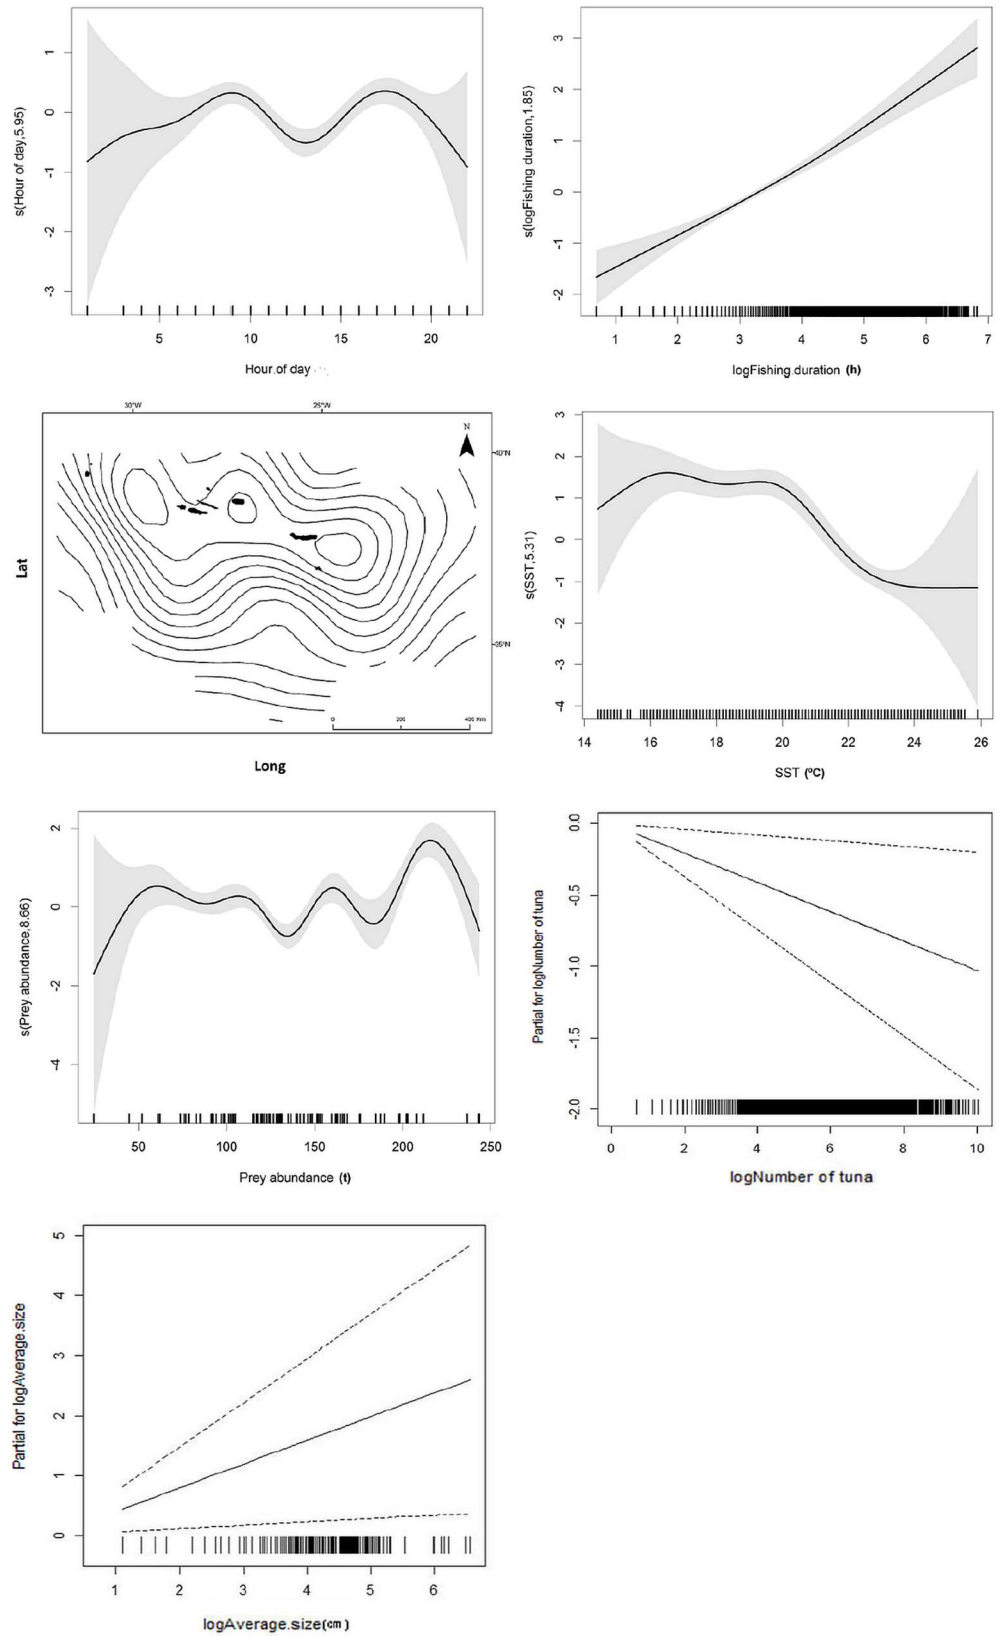 s(Hour of day,5.95)
1
0
-1
-2
-3
5 10 15 20
Hour.of day
s(logFishing duration,1.85)
3
2
1
0
-1
-2
1 2 3 4 5 6 7
logFishing.duration (h)
30°W 25°W
N
40°N
35°N
Lat
0 200 400 nm
Long
s(SST,5.31)
3
2
1
0
-1
-2
-3
-4
14 16 18 20 22 24 26
SST (ºC)
s(Prey abundance,8.66)
2
0
-2
-4
50 100 150 200 250
Prey abundance (t)
Partial for logNumber of tuna
0.0
-0.5
-1.0
-1.5
-2.0
0 2 4 6 8 10
logNumber of tuna
Partial for logAverage.size
5
4
3
2
1
0
1 2 3 4 5 6
logAverage.size(cm)